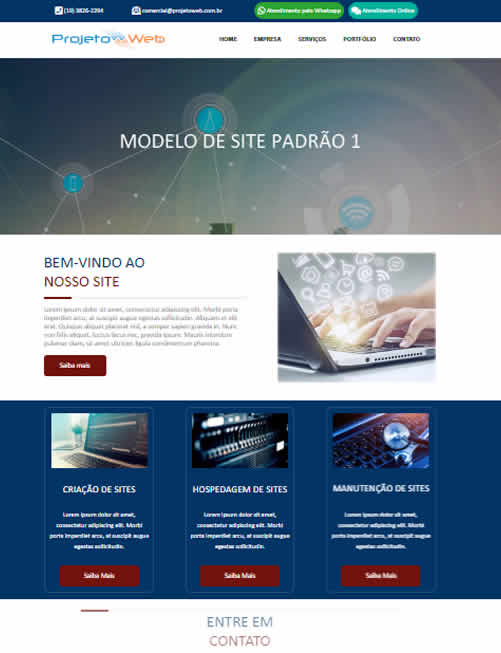 (19) 3826-2204 comercial@projetoweb.com.br Atendimento pelo Whatsapp Atendimento Online
Projeto Web HOME EMPRESA SERVIÇOS PORTFÓLIO CONTATO
MODELO DE SITE PADRÃO 1
BEM-VINDO AO
NOSSO SITE
Lorem ipsum dolor sit amet, consectetur adipiscing elit. Morbi porta
imperdiet arcu, at suscipit augue egestas sollicitudin. Aliquam et elit
erat. Quisque aliquet placerat nisl, a semper sapien gravida in. Nunc
non felis aliquet, luctus lacus nec, gravida ipsum. Mauris interdum
pulvinar diam, sit amet ultrices ligula condimentum pharetra.
Saiba mais
CRIAÇÃO DE SITES
Lorem ipsum dolor sit amet,
consectetur adipiscing elit. Morbi
porta imperdiet arcu, at suscipit augue
egestas sollicitudin.
Saiba Mais
HOSPEDAGEM DE SITES
Lorem ipsum dolor sit amet,
consectetur adipiscing elit. Morbi
porta imperdiet arcu, at suscipit augue
egestas sollicitudin.
Saiba Mais
MANUTENÇÃO DE SITES
Lorem ipsum dolor sit amet,
consectetur adipiscing elit. Morbi
porta imperdiet arcu, at suscipit augue
egestas sollicitudin.
Saiba Mais
ENTRE EM
CONTATO